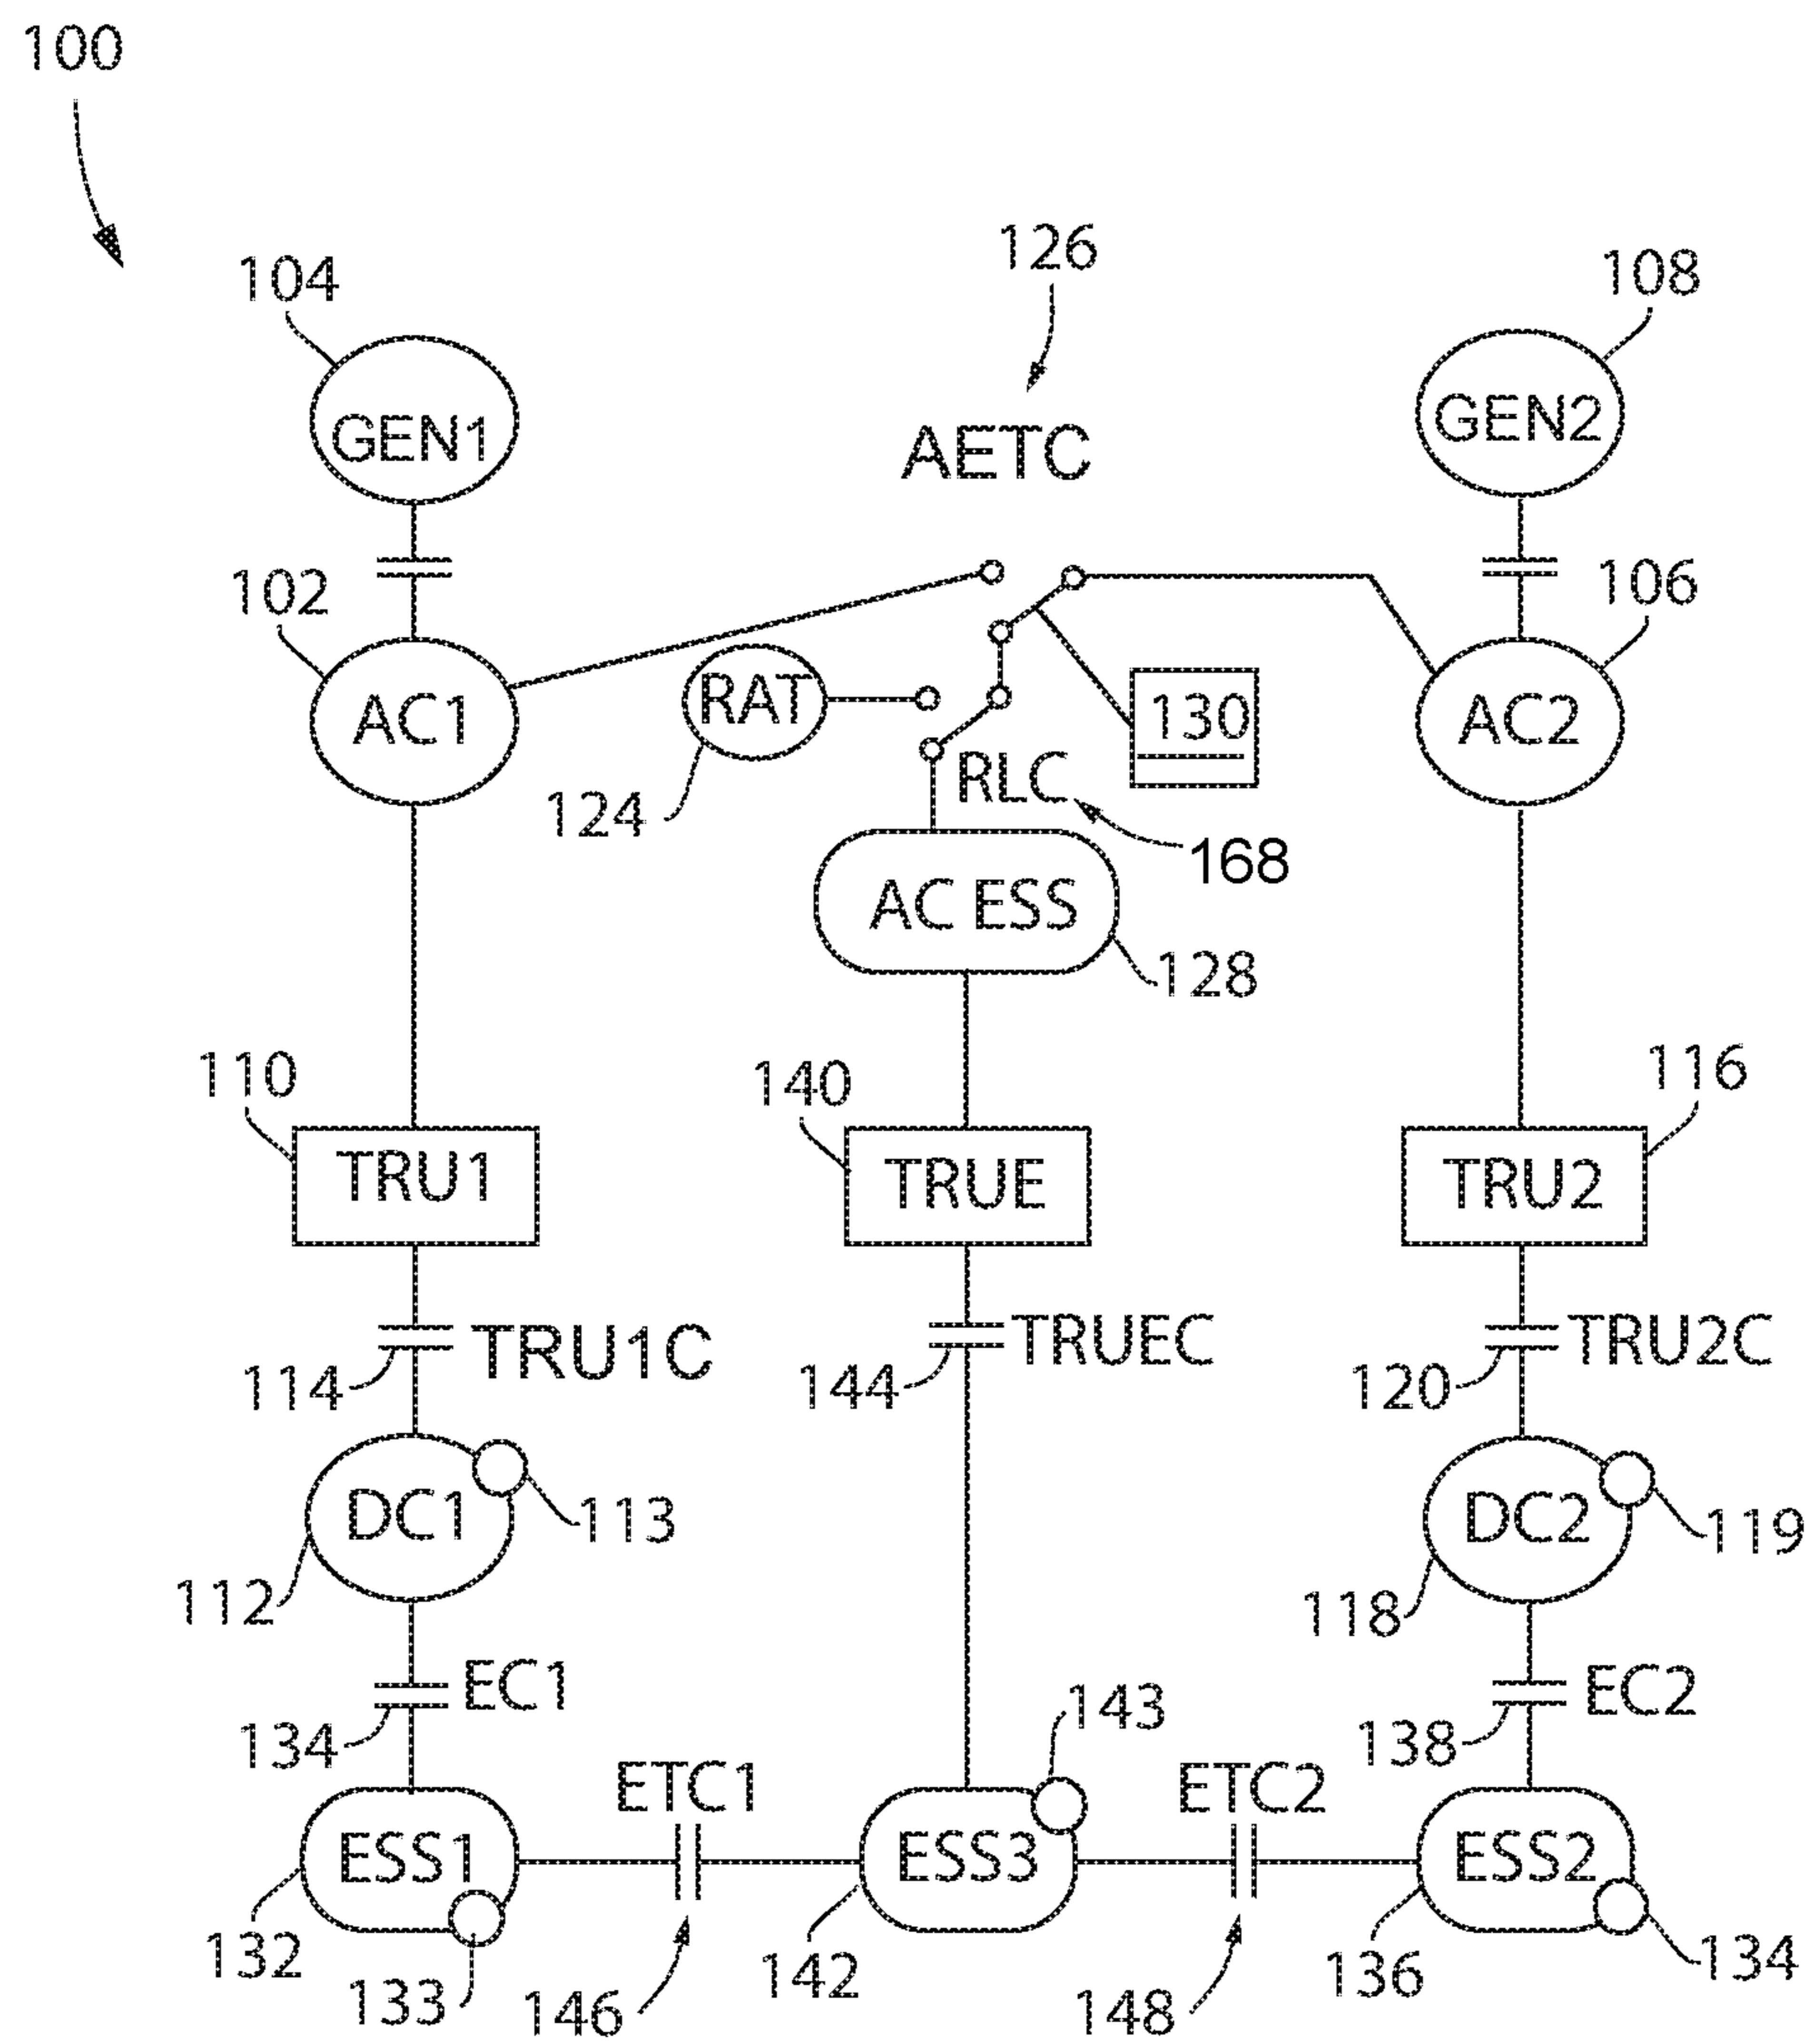 100
126
104
108
GEN1
AETC
GEN2
102
106
AC1
RAT
130
AC2
124
RLC
168
AC ESS
128
110
140
116
TRU1
TRUE
TRU2
TRU1C
TRUEC
TRU2C
114
144
120
DC1
113
DC2
119
112
118
EC1
143
EC2
134
138
ETC1
ETC2
ESS1
ESS3
ESS2
132
133
146
142
148
136
134